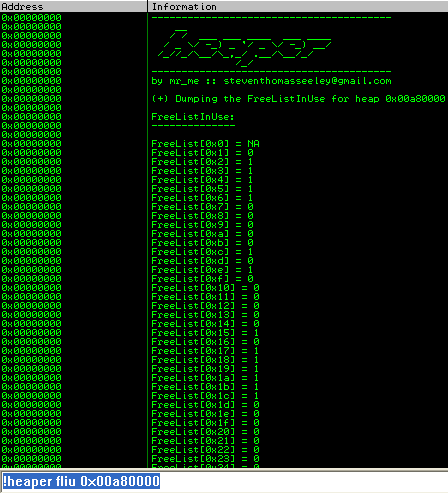 Address Information
0x00000000 ----------------------------------------
0x00000000
0x00000000
0x00000000
0x00000000
0x00000000
0x00000000 ----------------------------------------
0x00000000 by mr_me :: steventhomasseeley@gmail.com
0x00000000
0x00000000 (+) Dumping the FreeListInUse for heap 0x00a80000
0x00000000
0x00000000 FreeListInUse:
0x00000000 --------------
0x00000000
0x00000000 FreeList[0x0] = NA
0x00000000 FreeList[0x1] = 0
0x00000000 FreeList[0x2] = 1
0x00000000 FreeList[0x3] = 1
0x00000000 FreeList[0x4] = 1
0x00000000 FreeList[0x5] = 1
0x00000000 FreeList[0x6] = 1
0x00000000 FreeList[0x7] = 0
0x00000000 FreeList[0x8] = 0
0x00000000 FreeList[0x9] = 0
0x00000000 FreeList[0xa] = 0
0x00000000 FreeList[0xb] = 0
0x00000000 FreeList[0xc] = 1
0x00000000 FreeList[0xd] = 0
0x00000000 FreeList[0xe] = 1
0x00000000 FreeList[0xf] = 0
0x00000000 FreeList[0x10] = 0
0x00000000 FreeList[0x11] = 0
0x00000000 FreeList[0x12] = 0
0x00000000 FreeList[0x13] = 0
0x00000000 FreeList[0x14] = 0
0x00000000 FreeList[0x15] = 1
0x00000000 FreeList[0x16] = 0
0x00000000 FreeList[0x17] = 1
0x00000000 FreeList[0x18] = 1
0x00000000 FreeList[0x19] = 1
0x00000000 FreeList[0x1a] = 1
0x00000000 FreeList[0x1b] = 1
0x00000000 FreeList[0x1c] = 1
0x00000000 FreeList[0x1d] = 0
0x00000000 FreeList[0x1e] = 0
0x00000000 FreeList[0x1f] = 0
0x00000000 FreeList[0x20] = 0
0x00000000 FreeList[0x21] = 0
0x00000000 FreeList[0x22] = 0
0x00000000 FreeList[0x23] = 0
0x00000000 FreeList[0x24] = 0
!heaper fliu 0x00a80000